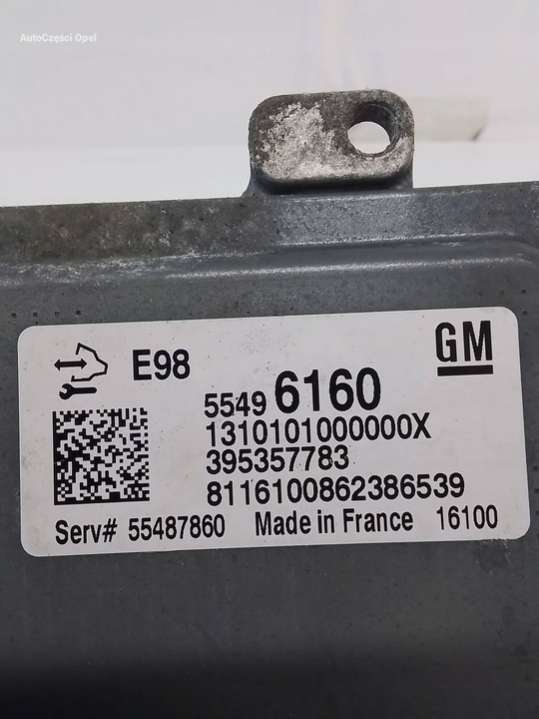 AutoCzęści Opel
E98
GM
5549 6160
1310101000000X
395357783
8116100862386539
Serv# 55487860 Made in France 16100